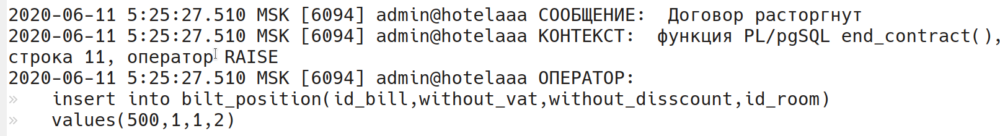 2020-06-11 5:25:27.510 MSK [6094] admin@hotelaaa СООБЩЕНИЕ:  Договор расторгнут
2020-06-11 5:25:27.510 MSK [6094] admin@hotelaaa КОНТЕКСТ:  функция PL/pgSQL end_contract(),
строка 11, оператор RAISE
2020-06-11 5:25:27.510 MSK [6094] admin@hotelaaa ОПЕРАТОР:
»   insert into bilt_position(id_bill,without_vat,without_disscount,id_room)
»   values(500,1,1,2)